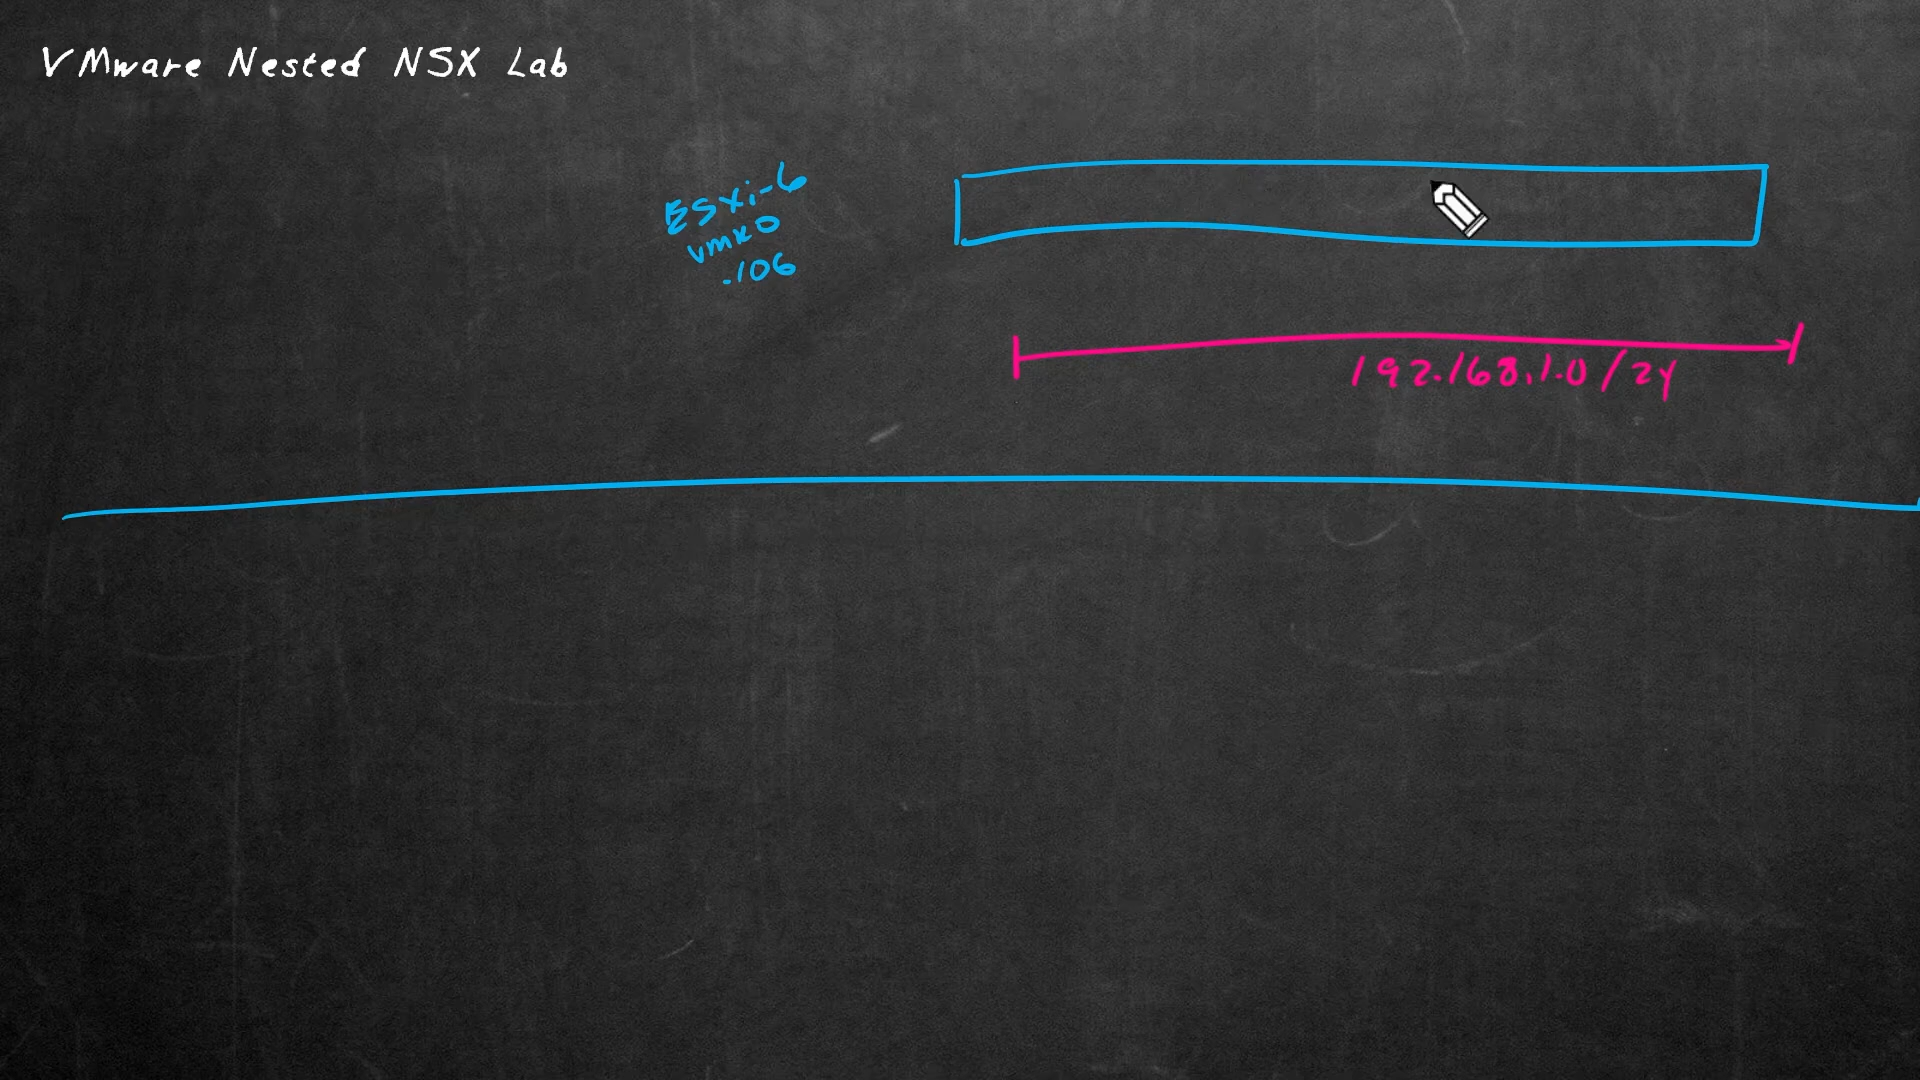 VMware Nested NSX Lab
ESXi-6
vmk0
.106
192.168.1.0/24